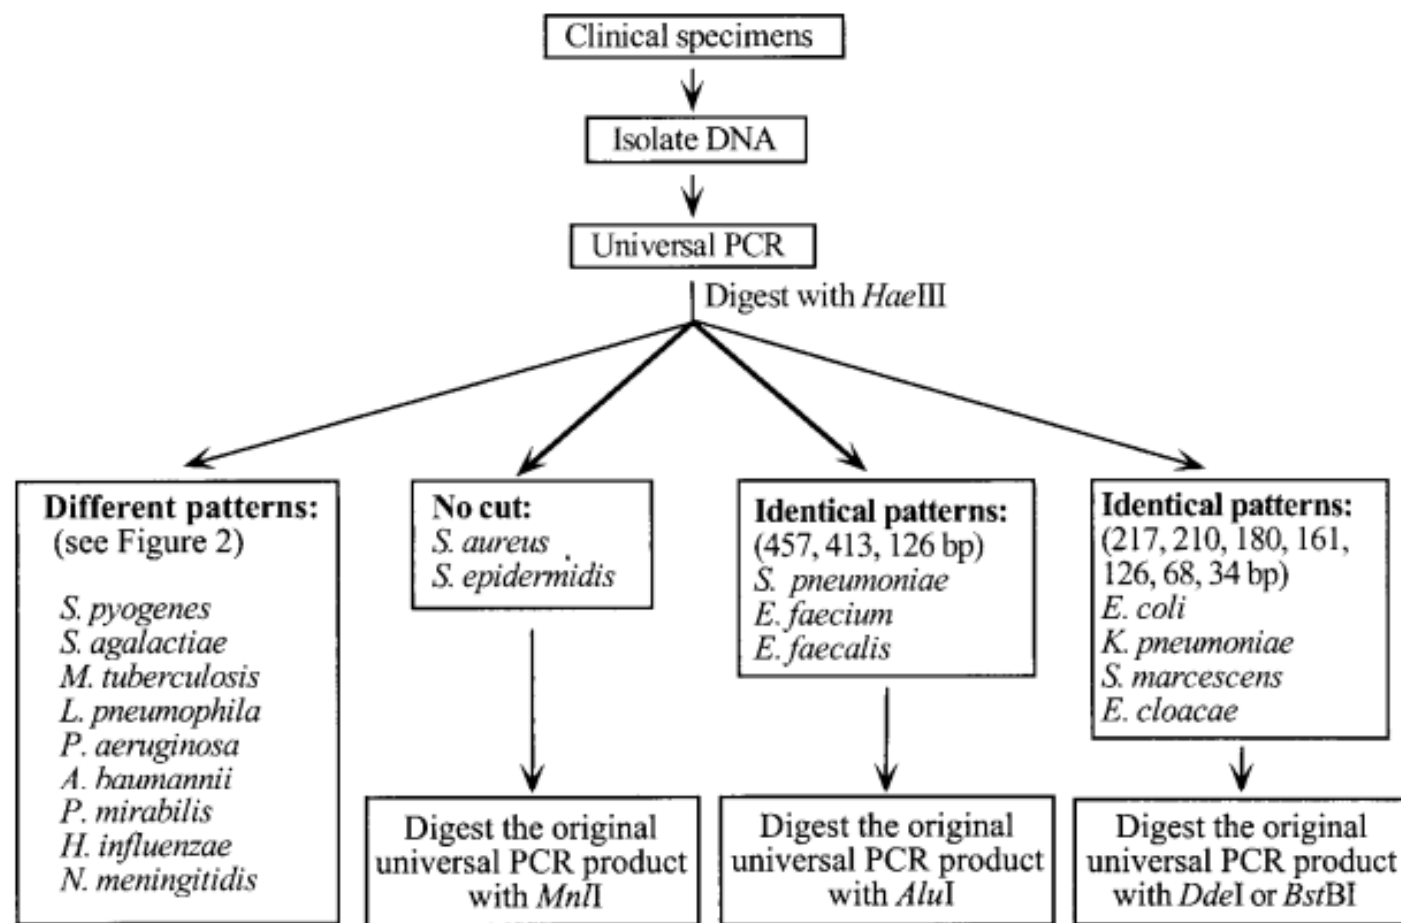 Clinical specimens
Isolate DNA
Universal PCR
Digest with HaeIII
Different patterns:
(see Figure 2)
S. pyogenes
S. agalactiae
M. tuberculosis
L. pneumophila
P. aeruginosa
A. baumannii
P. mirabilis
H. influenzae
N. meningitidis
No cut:
S. aureus
S. epidermidis
Identical patterns:
(457, 413, 126 bp)
S. pneumoniae
E. faecium
E. faecalis
Identical patterns:
(217, 210, 180, 161,
126, 68, 34 bp)
E. coli
K. pneumoniae
S. marcescens
E. cloacae
Digest the original
universal PCR product
with MnlI
Digest the original
universal PCR product
with AluI
Digest the original
universal PCR product
with DdeI or BstBI